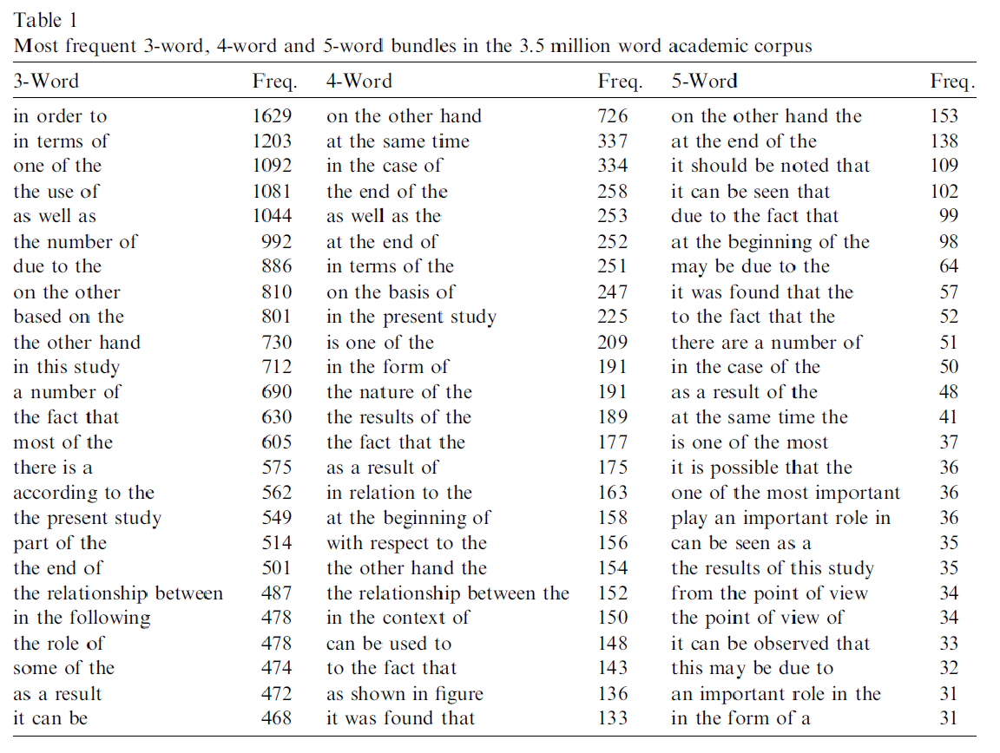 Table 1
Most frequent 3-word, 4-word and 5-word bundles in the 3.5 million word academic corpus
3-Word Freq. 4-Word Freq. 5-Word Freq.
in order to 1629 on the other hand 726 on the other hand the 153
in terms of 1203 at the same time 337 at the end of the 138
one of the 1092 in the case of 334 it should be noted that 109
the use of 1081 the end of the 258 it can be seen that 102
as well as 1044 as well as the 253 due to the fact that 99
the number of 992 at the end of 252 at the beginning of the 98
due to the 886 in terms of the 251 may be due to the 64
on the other 810 on the basis of 247 it was found that the 57
based on the 801 in the present study 225 to the fact that the 52
the other hand 730 is one of the 209 there are a number of 51
in this study 712 in the form of 191 in the case of the 50
a number of 690 the nature of the 191 as a result of the 48
the fact that 630 the results of the 189 at the same time the 41
most of the 605 the fact that the 177 is one of the most 37
there is a 575 as a result of 175 it is possible that the 36
according to the 562 in relation to the 163 one of the most important 36
the present study 549 at the beginning of 158 play an important role in 36
part of the 514 with respect to the 156 can be seen as a 35
the end of 501 the other hand the 154 the results of this study 35
the relationship between 487 the relationship between the 152 from the point of view 34
in the following 478 in the context of 150 the point of view of 34
the role of 478 can be used to 148 it can be observed that 33
some of the 474 to the fact that 143 this may be due to 32
as a result 472 as shown in figure 136 an important role in the 31
it can be 468 it was found that 133 in the form of a 31